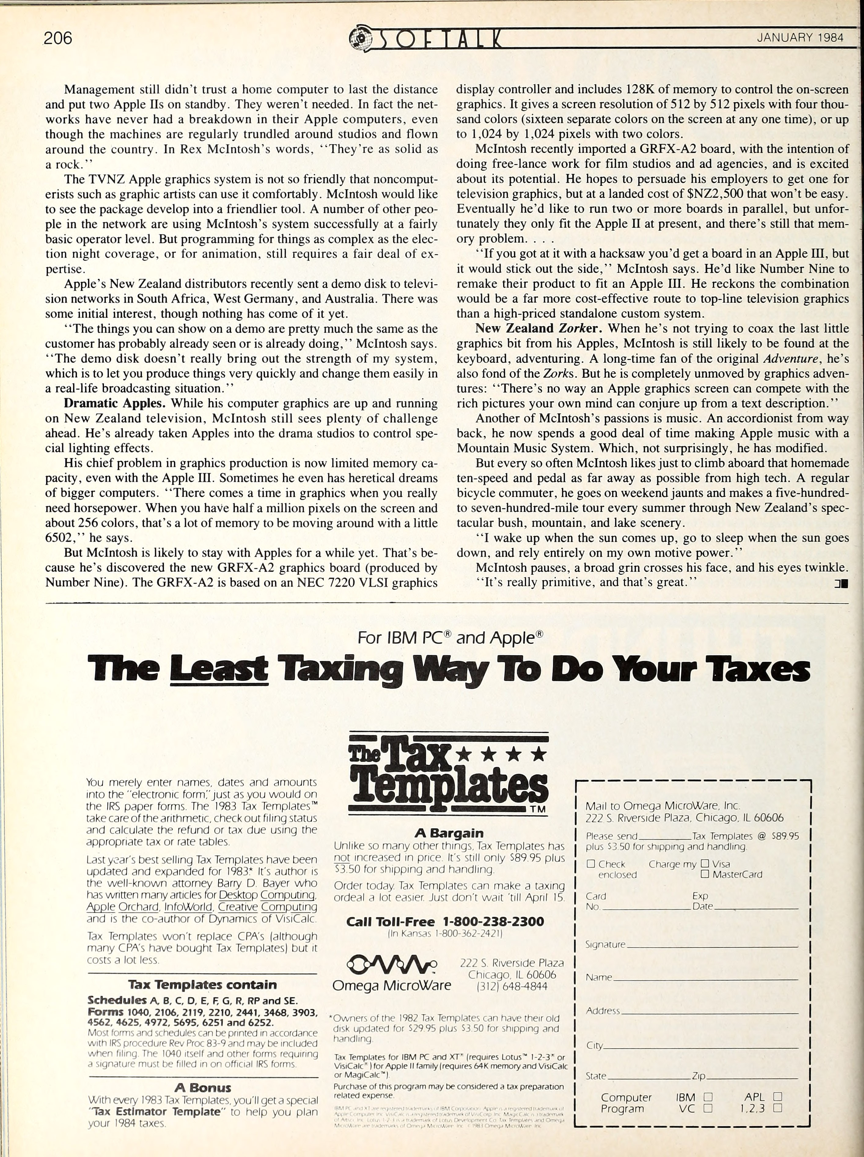 206
SOFTALK
JANUARY 1984
Management still didn't trust a home computer to last the distance
and put two Apple IIs on standby. They weren't needed. In fact the net-
works have never had a breakdown in their Apple computers, even
though the machines are regularly trundled around studios and flown
around the country. In Rex McIntosh's words, "They're as solid as
a rock."
The TVNZ Apple graphics system is not so friendly that noncomput-
erists such as graphic artists can use it comfortably. McIntosh would like
to see the package develop into a friendlier tool. A number of other peo-
ple in the network are using McIntosh's system successfully at a fairly
basic operator level. But programming for things as complex as the elec-
tion night coverage, or for animation, still requires a fair deal of ex-
pertise.
Apple's New Zealand distributors recently sent a demo disk to televi-
sion networks in South Africa, West Germany, and Australia. There was
some initial interest, though nothing has come of it yet.
"The things you can show on a demo are pretty much the same as the
customer has probably already seen or is already doing," McIntosh says.
"The demo disk doesn't really bring out the strength of my system,
which is to let you produce things very quickly and change them easily in
a real-life broadcasting situation."
Dramatic Apples. While his computer graphics are up and running
on New Zealand television, McIntosh still sees plenty of challenge
ahead. He's already taken Apples into the drama studios to control spe-
cial lighting effects.
His chief problem in graphics production is now limited memory ca-
pacity, even with the Apple III. Sometimes he even has heretical dreams
of bigger computers. "There comes a time in graphics when you really
need horsepower. When you have half a million pixels on the screen and
about 256 colors, that's a lot of memory to be moving around with a little
6502," he says.
But McIntosh is likely to stay with Apples for a while yet. That's be-
cause he's discovered the new GRFX-A2 graphics board (produced by
Number Nine). The GRFX-A2 is based on an NEC 7220 VLSI graphics
display controller and includes 128K of memory to control the on-screen
graphics. It gives a screen resolution of 512 by 512 pixels with four thou-
sand colors (sixteen separate colors on the screen at any one time), or up
to 1,024 by 1,024 pixels with two colors.
McIntosh recently imported a GRFX-A2 board, with the intention of
doing free-lance work for film studios and ad agencies, and is excited
about its potential. He hopes to persuade his employers to get one for
television graphics, but at a landed cost of $NZ2,500 that won't be easy.
Eventually he'd like to run two or more boards in parallel, but unfor-
tunately they only fit the Apple II at present, and there's still that mem-
ory problem. . . .
"If you got at it with a hacksaw you'd get a board in an Apple III, but
it would stick out the side," McIntosh says. He'd like Number Nine to
remake their product to fit an Apple III. He reckons the combination
would be a far more cost-effective route to top-line television graphics
than a high-priced standalone custom system.
New Zealand Zorker. When he's not trying to coax the last little
graphics bit from his Apples, McIntosh is still likely to be found at the
keyboard, adventuring. A long-time fan of the original Adventure, he's
also fond of the Zorks. But he is completely unmoved by graphics adven-
tures: "There's no way an Apple graphics screen can compete with the
rich pictures your own mind can conjure up from a text description."
Another of McIntosh's passions is music. An accordionist from way
back, he now spends a good deal of time making Apple music with a
Mountain Music System. Which, not surprisingly, he has modified.
But every so often McIntosh likes just to climb aboard that homemade
ten-speed and pedal as far away as possible from high tech. A regular
bicycle commuter, he goes on weekend jaunts and makes a five-hundred-
to seven-hundred-mile tour every summer through New Zealand's spec-
tacular bush, mountain, and lake scenery.
"I wake up when the sun comes up, go to sleep when the sun goes
down, and rely entirely on my own motive power."
McIntosh pauses, a broad grin crosses his face, and his eyes twinkle.
"It's really primitive, and that's great."
For IBM PC® and Apple®
The Least Taxing Way To Do Your Taxes
You merely enter names, dates and amounts
into the "electronic form," just as you would on
the IRS paper forms. The 1983 Tax Templates™
take care of the arithmetic, check out filing status
and calculate the refund or tax due using the
appropriate tax or rate tables.
Last year's best selling Tax Templates have been
updated and expanded for 1983* It's author is
the well-known attorney Barry D. Bayer who
has written many articles for Desktop Computing,
Apple Orchard, InfoWorld, Creative Computing
and is the co-author of Dynamics of VisiCalc.
Tax Templates won't replace CPA's (although
many CPA's have bought Tax Templates) but it
costs a lot less.
Tax Templates contain
Schedules A, B, C, D, E, F, G, R, RP and SE.
Forms 1040, 2106, 2119, 2210, 2441, 3468, 3903,
4562, 4625, 4972, 5695, 6251 and 6252.
Most forms and schedules can be printed in accordance
with IRS procedure Rev Proc 83-9 and may be included
when filing. The 1040 itself and other forms requiring
a signature must be filled in on official IRS forms.
A Bonus
With every 1983 Tax Templates, you'll get a special
"Tax Estimator Template" to help you plan
your 1984 taxes.
The Tax
Templates
TM
A Bargain
Unlike so many other things, Tax Templates has
not increased in price. It's still only $89.95 plus
$3.50 for shipping and handling.
Order today. Tax Templates can make a taxing
ordeal a lot easier. Just don't wait 'till April 15.
Call Toll-Free 1-800-238-2300
(In Kansas 1-800-362-2421)
Omega MicroWare
222 S. Riverside Plaza
Chicago, IL 60606
(312) 648-4844
*Owners of the 1982 Tax Templates can have their old
disk updated for $29.95 plus $3.50 for shipping and
handling.
Tax Templates for IBM PC and XT® (requires Lotus™ 1-2-3® or
VisiCalc®) for Apple II family (requires 64K memory and VisiCalc
or MagiCalc™).
Purchase of this program may be considered a tax preparation
related expense.
Mail to Omega MicroWare, Inc.
222 S. Riverside Plaza, Chicago, IL 60606
Please send Tax Templates @ $89.95
plus $3.50 for shipping and handling.
Check enclosed
Charge my Visa
MasterCard
Card No.
Exp Date
Signature
Name
Address
City
State Zip
Computer Program
IBM APL
VC 1,2,3